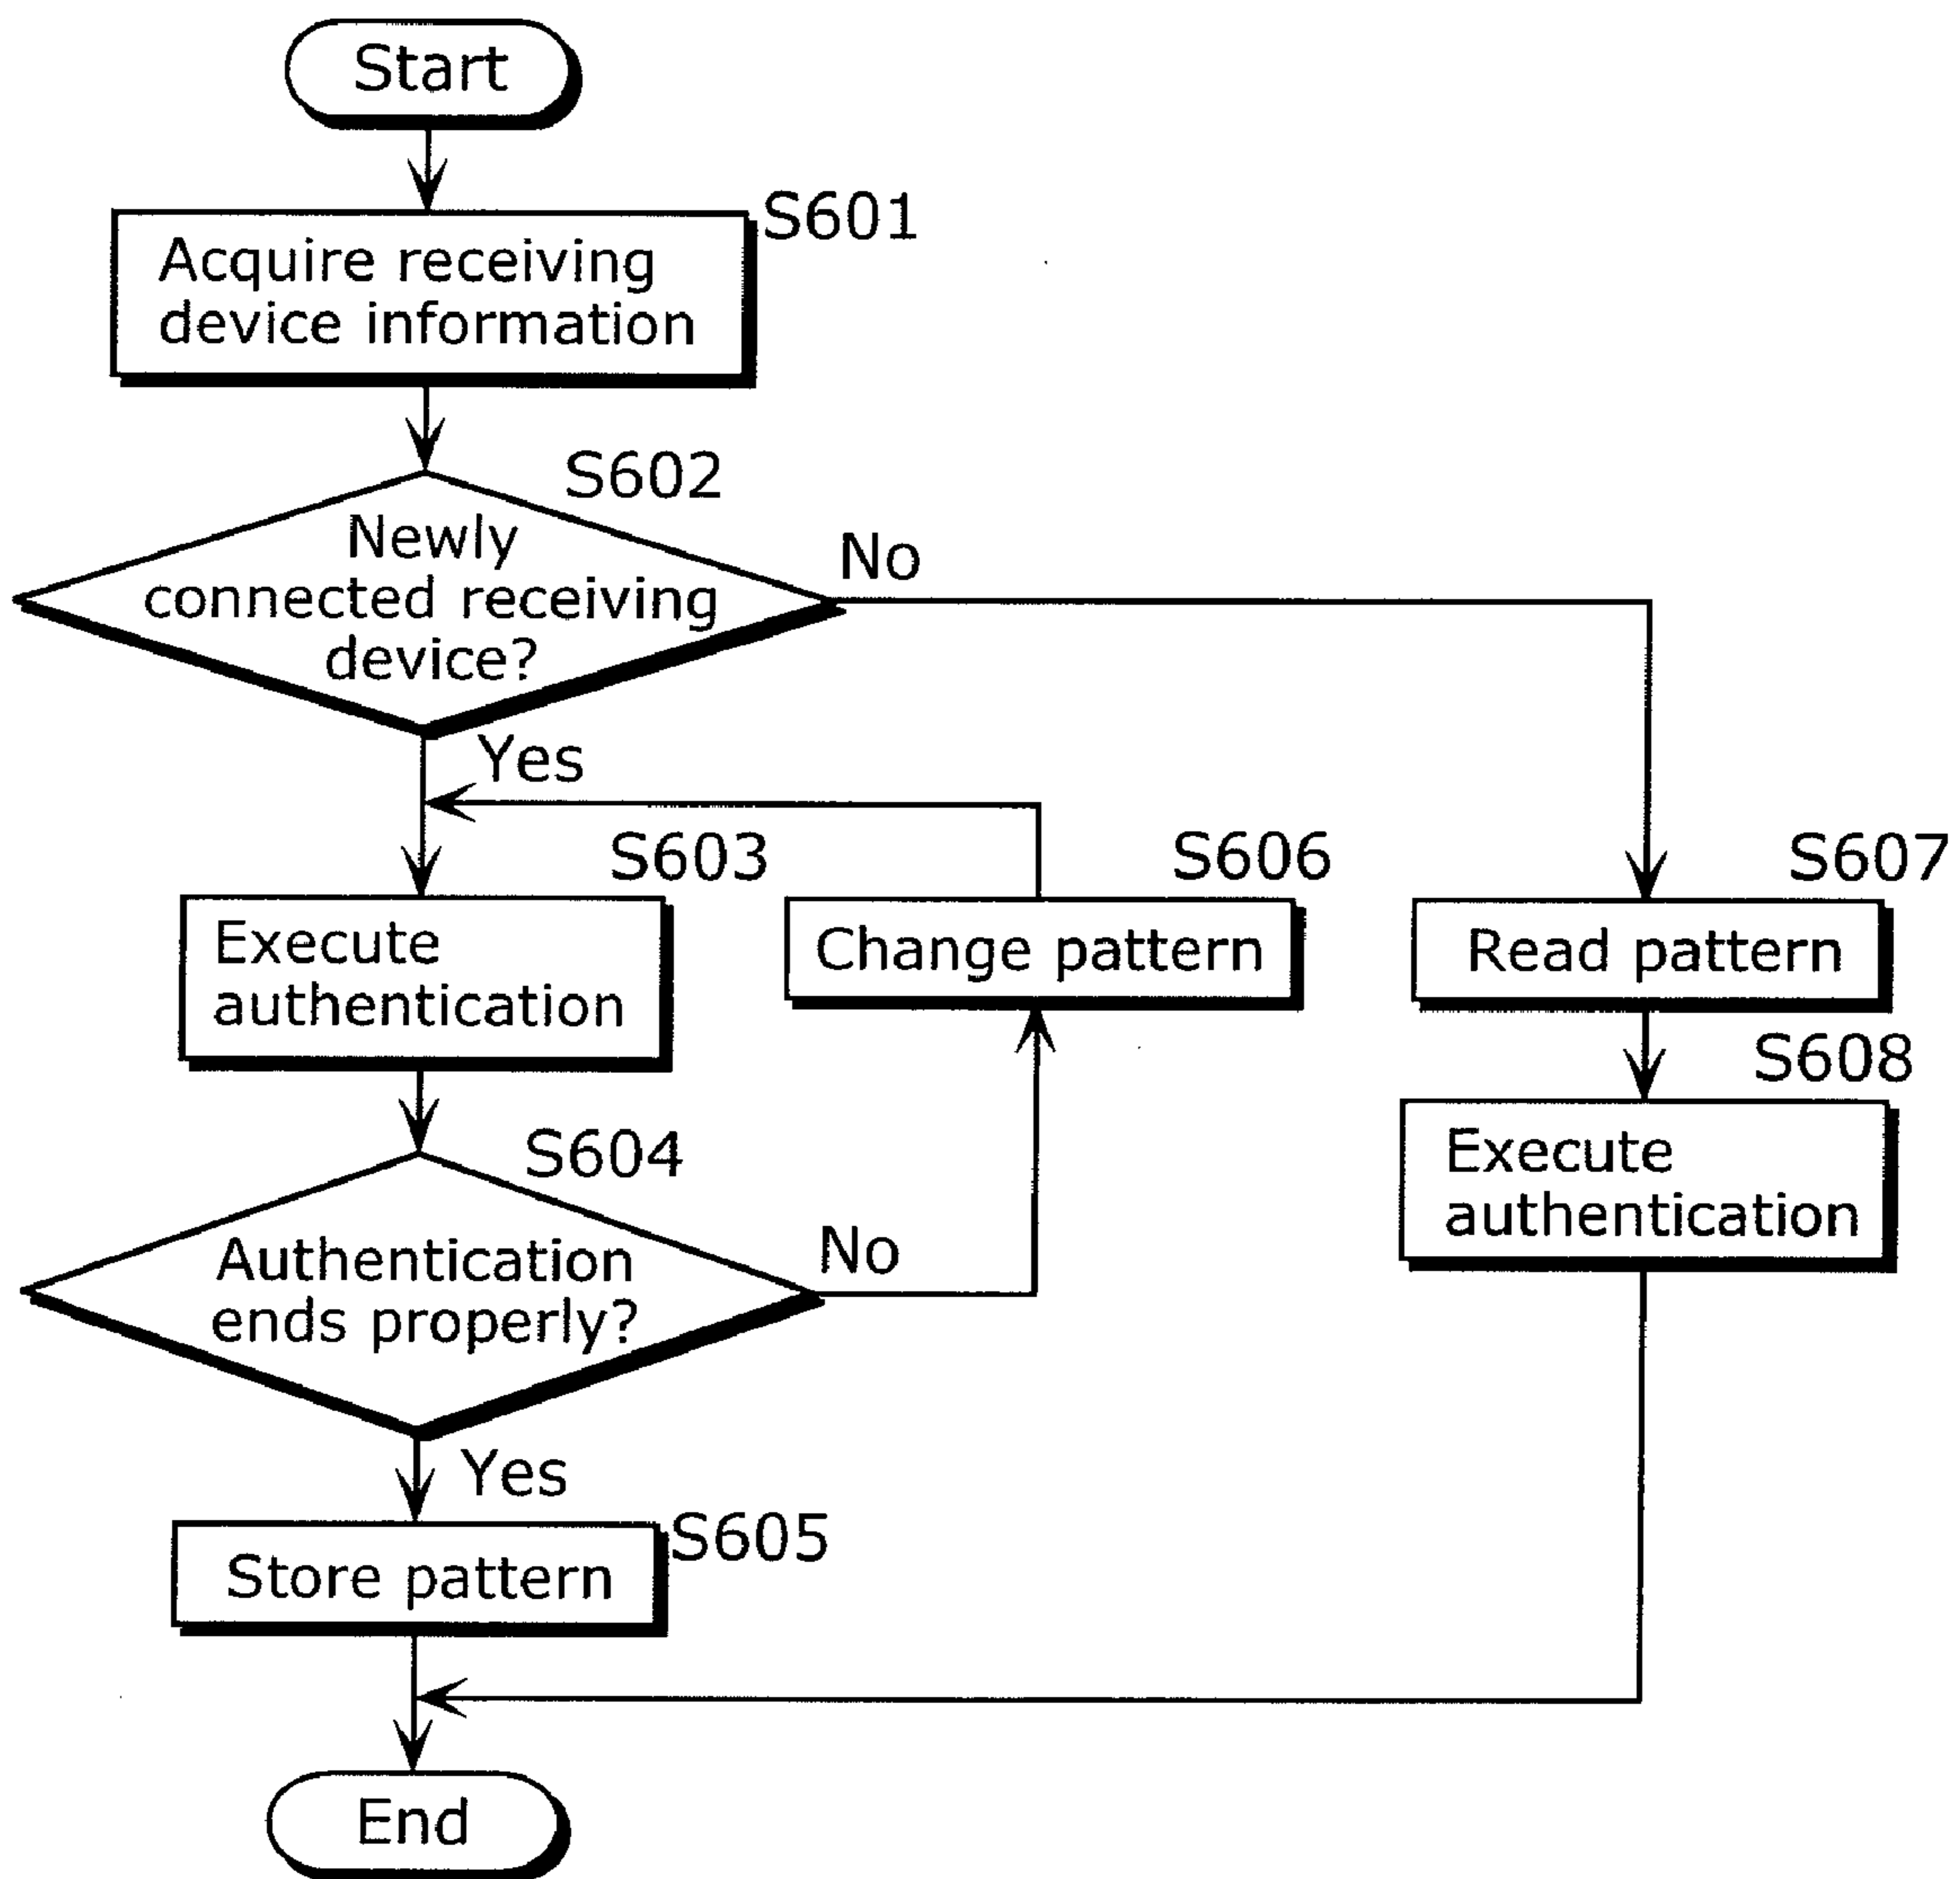 Start
S601
Acquire receiving
device information
S602
Newly
connected receiving
device?
No
Yes
S603
Execute
authentication
S606
Change pattern
S607
Read pattern
S608
Execute
authentication
S604
Authentication
ends properly?
No
Yes
S605
Store pattern
End